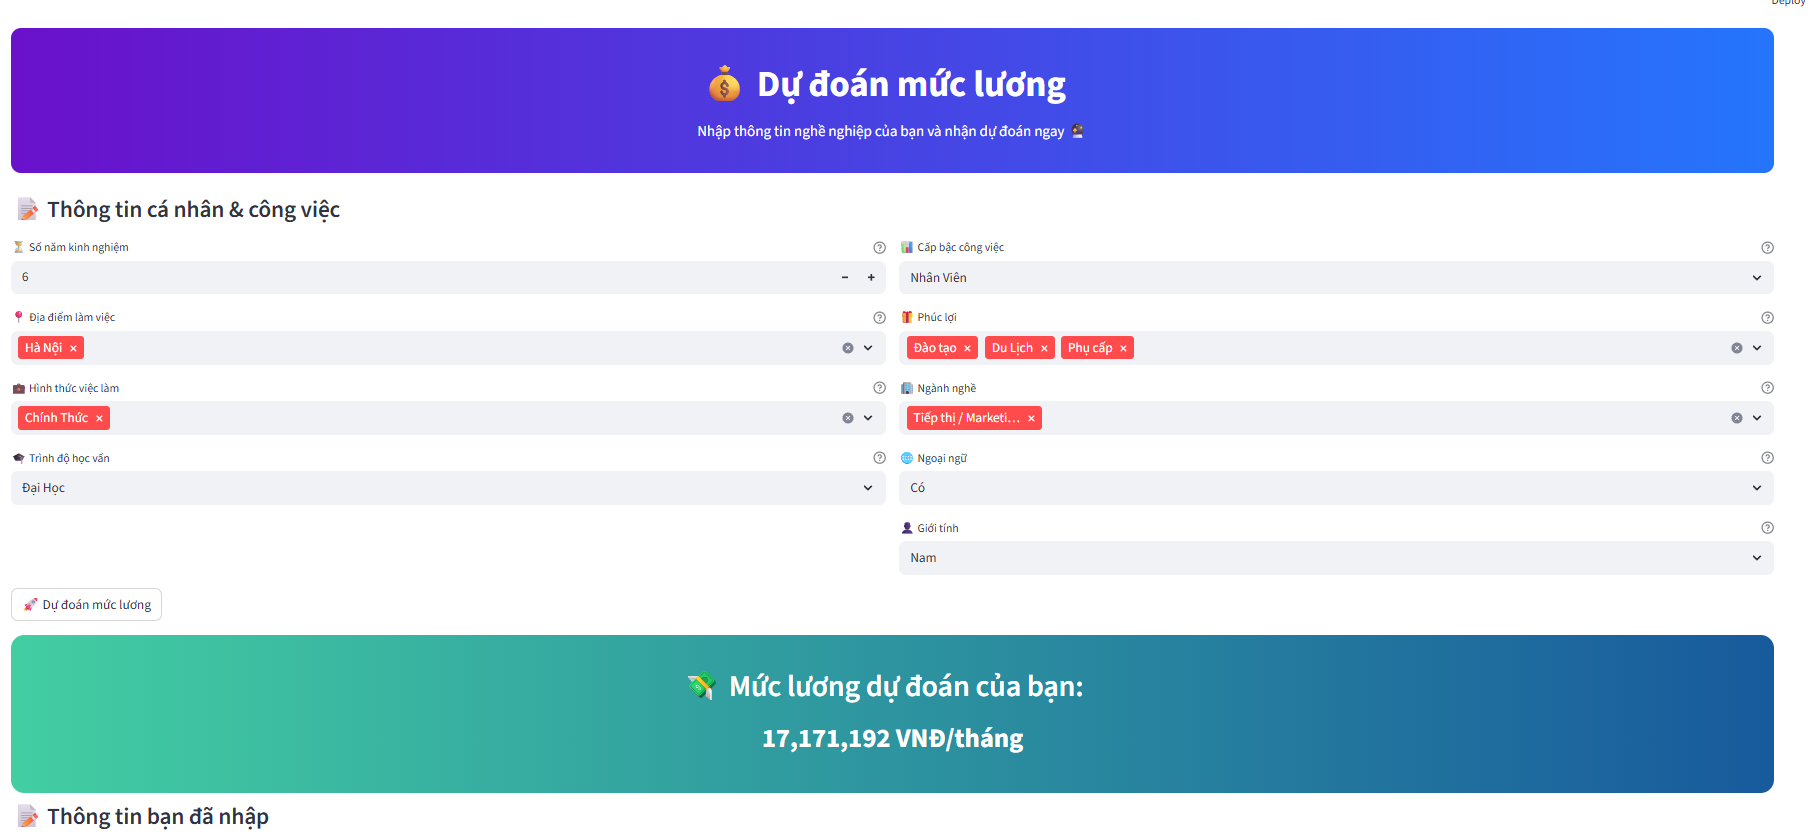 Deploy
Dự đoán mức lương
Nhập thông tin nghề nghiệp của bạn và nhận dự đoán ngay
Thông tin cá nhân & công việc
Số năm kinh nghiệm
6
Địa điểm làm việc
Hà Nội ×
Hình thức việc làm
Chính Thức ×
Trình độ học vấn
Đại Học
Cấp bậc công việc
Nhân Viên
Phúc lợi
Đào tạo × Du Lịch × Phụ cấp ×
Ngành nghề
Tiếp thị / Marketi... ×
Ngoại ngữ
Có
Giới tính
Nam
Dự đoán mức lương
Mức lương dự đoán của bạn:
17,171,192 VNĐ/tháng
Thông tin bạn đã nhập